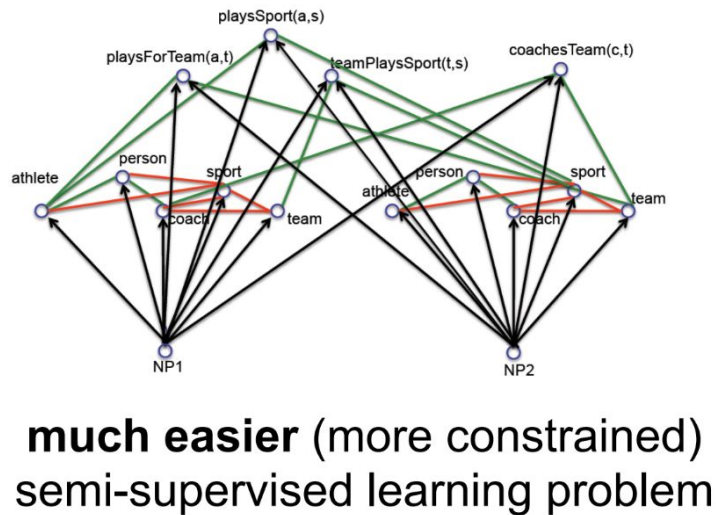 playsSport(a,s)
playsForTeam(a,t)
teamPlaysSport(t,s)
coachesTeam(c,t)
person
sport
athlete
coach
team
person
sport
athlete
coach
team
NP1
NP2
much easier (more constrained)
semi-supervised learning problem